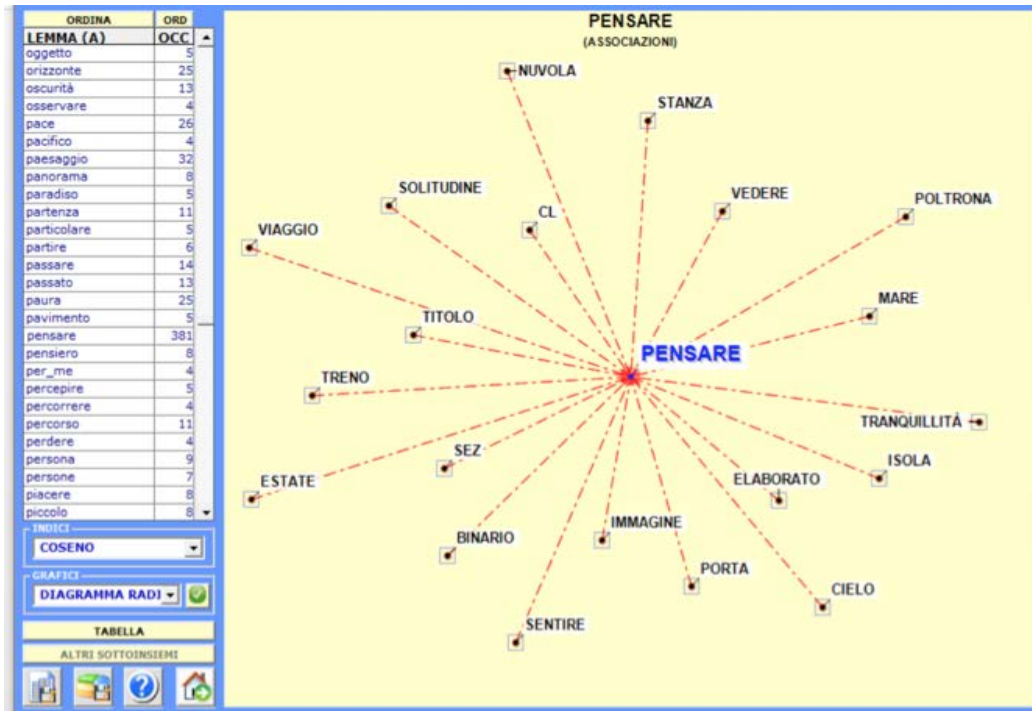 ORDINA ORD
LEMMA (A) OCC
oggetto 5
orizzonte 25
oscurità 13
osservare 4
pace 26
pacifico 4
paesaggio 32
panorama 8
paradiso 5
partenza 11
particolare 5
partire 6
passare 14
passato 13
paura 25
pavimento 5
pensare 381
pensiero 8
per_me 4
percepire 5
percorrere 4
percorso 11
perdere 4
persona 9
persone 7
piacere 8
piccolo 8
INDICI
COSENO
GRAFICI
DIAGRAMMA RADI
TABELLA
ALTRI SOTTOINSIEMI
PENSARE
(ASSOCIAZIONI)
NUVOLA
STANZA
SOLITUDINE
VEDERE
POLTRONA
CL
VIAGGIO
MARE
TITOLO
PENSARE
TRENO
TRANQUILLITÀ
SEZ
ISOLA
ESTATE
ELABORATO
IMMAGINE
BINARIO
PORTA
CIELO
SENTIRE